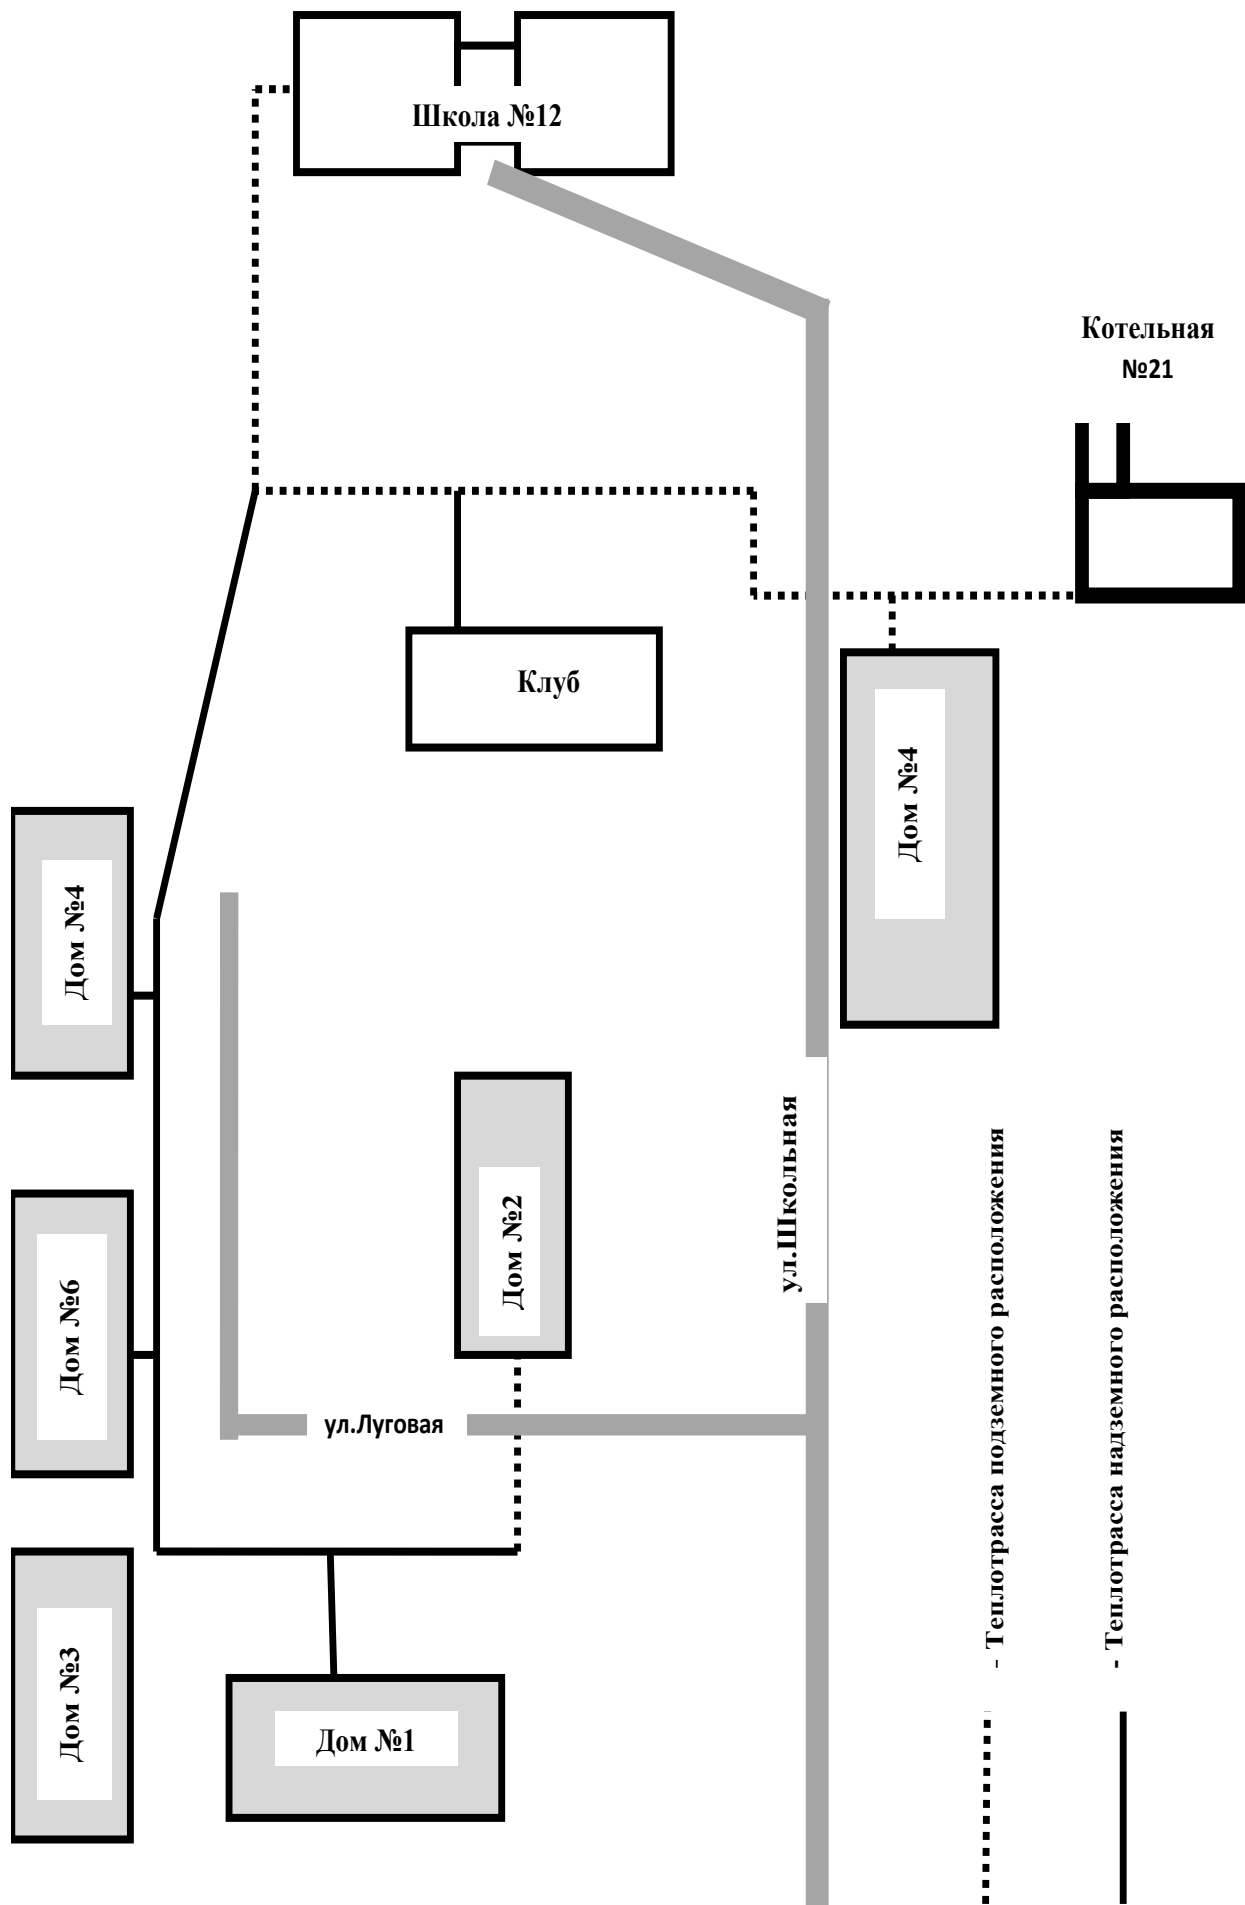 Школа №12
Котельная
№21
Клуб
Дом №4
Дом №4
Дом №2
ул.Школьная
Дом №6
ул.Луговая
Дом №3
Дом №1
- Теплотрасса подземного расположения
- Теплотрасса надземного расположения